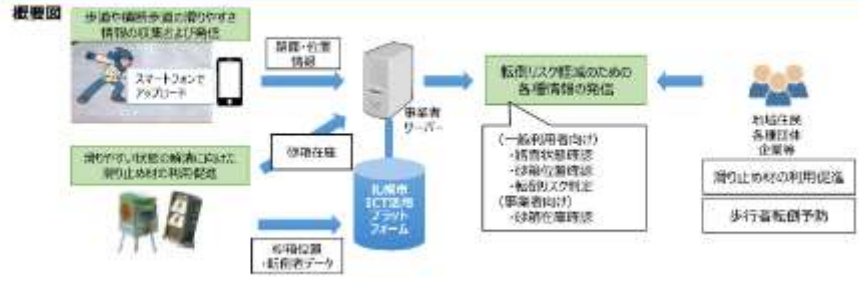 概要図
歩道や横断歩道の滑りやすさ
情報の収集および発信
スマートフォンで
アップロード
路面・位置
情報
事業者
サーバー
転倒リスク軽減のための
各種情報の発信
地域住民
各種団体
企業等
滑りやすい状態の解消に向けた
滑り止め材の利用促進
砂箱在庫
札幌市
ICT活用
プラット
フォーム
砂箱位置
・転倒者データ
(一般利用者向け)
・路面状態確認
・砂箱位置確認
・転倒リスク判定
(事業者向け)
・砂箱在庫確認
滑り止め材の利用促進
歩行者転倒予防